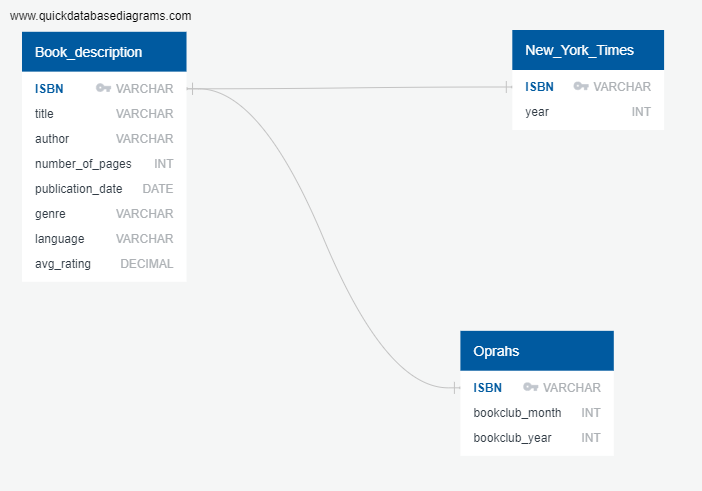 www.quickdatabasediagrams.com
Book_description
ISBN VARCHAR
title VARCHAR
author VARCHAR
number_of_pages INT
publication_date DATE
genre VARCHAR
language VARCHAR
avg_rating DECIMAL
New_York_Times
ISBN VARCHAR
year INT
Oprahs
ISBN VARCHAR
bookclub_month INT
bookclub_year INT